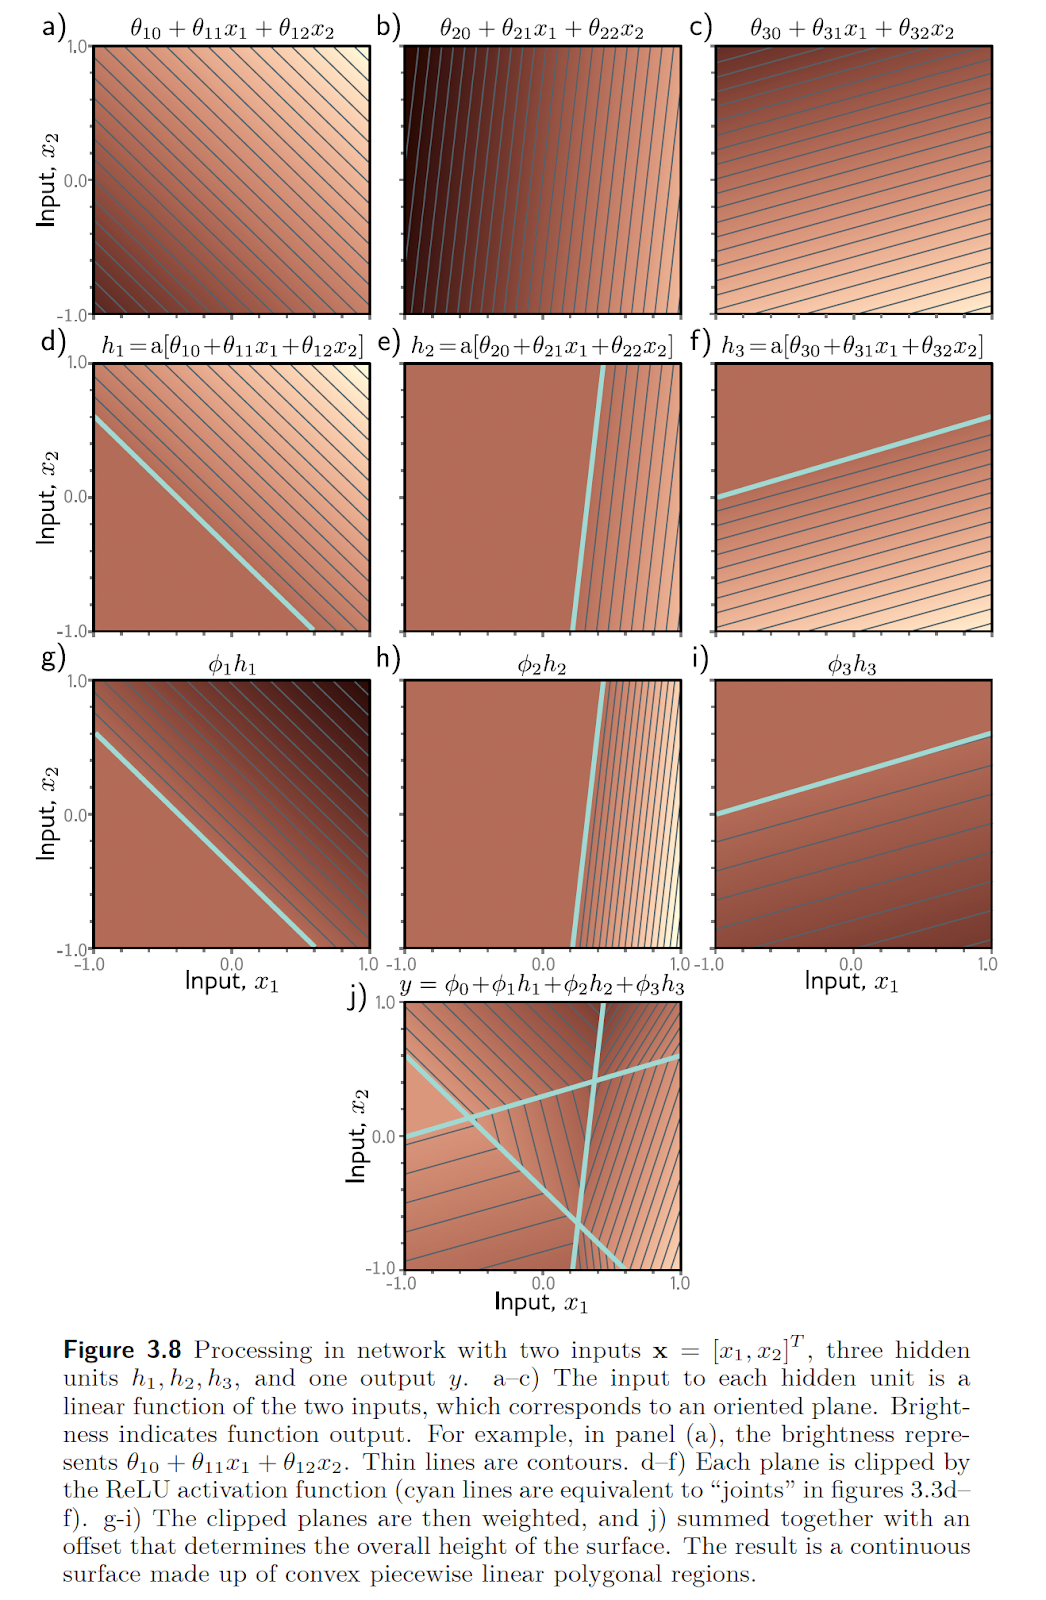 a) θ10 + θ11x1 + θ12x2 b) θ20 + θ21x1 + θ22x2 c) θ30 + θ31x1 + θ32x2
1.0
0.0
-1.0
Input, x2
d) h1=a[θ10+θ11x1+θ12x2] e) h2=a[θ20+θ21x1+θ22x2] f) h3=a[θ30+θ31x1+θ32x2]
1.0
0.0
-1.0
Input, x2
g) ϕ1h1 h) ϕ2h2 i) ϕ3h3
1.0
0.0
-1.0
Input, x2
-1.0 0.0 1.0 -1.0 0.0 1.0 -1.0 0.0 1.0
Input, x1 Input, x1
j) y = ϕ0+ϕ1h1+ϕ2h2+ϕ3h3
1.0
0.0
-1.0
Input, x2
-1.0 0.0 1.0
Input, x1
Figure 3.8 Processing in network with two inputs x = [x1, x2]T, three hidden
units h1, h2, h3, and one output y. a–c) The input to each hidden unit is a
linear function of the two inputs, which corresponds to an oriented plane. Bright-
ness indicates function output. For example, in panel (a), the brightness repre-
sents θ10 + θ11x1 + θ12x2. Thin lines are contours. d–f) Each plane is clipped by
the ReLU activation function (cyan lines are equivalent to “joints” in figures 3.3d–
f). g-i) The clipped planes are then weighted, and j) summed together with an
offset that determines the overall height of the surface. The result is a continuous
surface made up of convex piecewise linear polygonal regions.